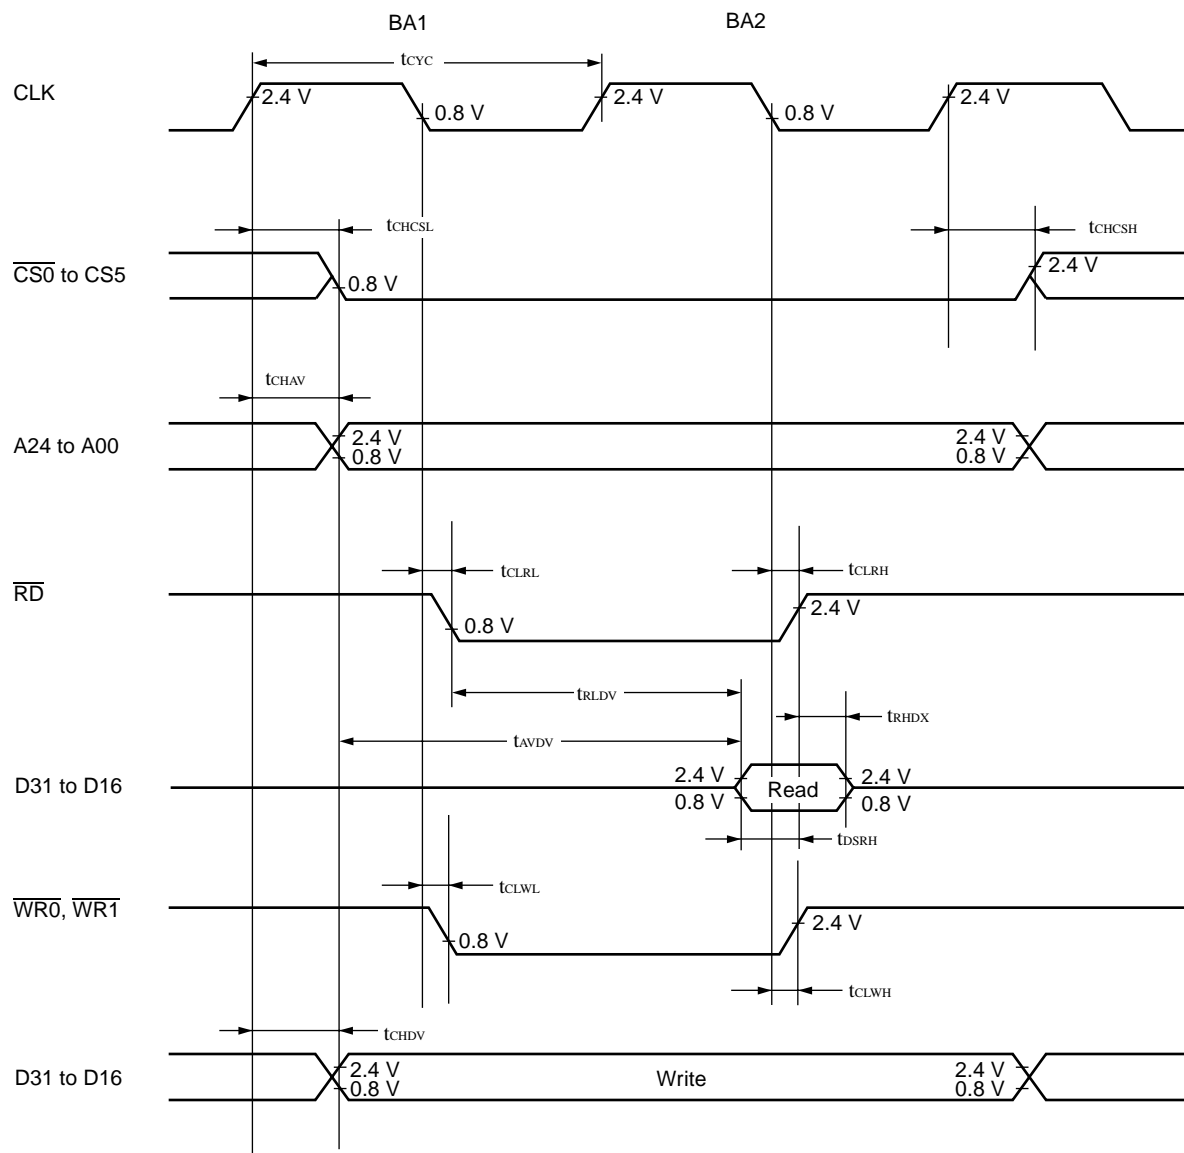 BA1
BA2
tCYC
CLK
2.4 V
0.8 V
2.4 V
0.8 V
2.4 V
tCHCSL
tCHCSH
CS0 to CS5
0.8 V
2.4 V
tCHAV
A24 to A00
2.4 V
0.8 V
2.4 V
0.8 V
tCLRL
tCLRH
RD
0.8 V
2.4 V
tRLDV
tRHDX
tAVDV
D31 to D16
2.4 V
0.8 V
Read
2.4 V
0.8 V
tDSRH
tCLWL
WR0, WR1
0.8 V
2.4 V
tCLWH
tCHDV
D31 to D16
2.4 V
0.8 V
Write
2.4 V
0.8 V